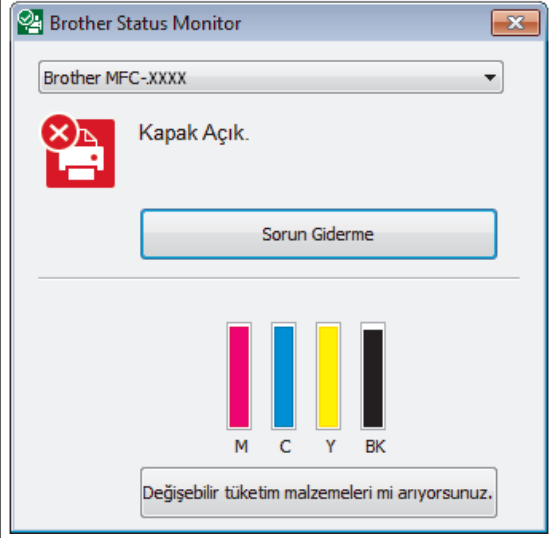 Brother Status Monitor
Brother MFC-XXXX
Kapak Açık.
Sorun Giderme
M C Y BK
Değişebilir tüketim malzemeleri mi arıyorsunuz.